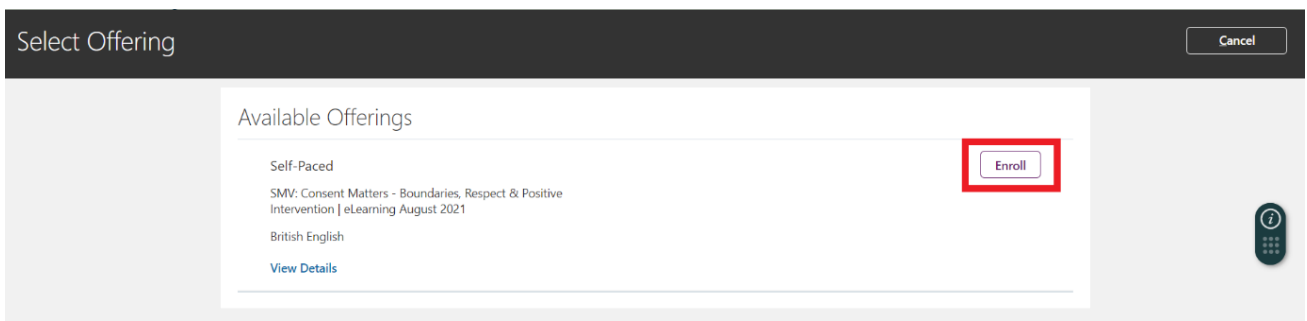 Select Offering
Cancel
Available Offerings
Self-Paced
Enroll
SMV: Consent Matters - Boundaries, Respect & Positive
Intervention | eLearning August 2021
British English
View Details